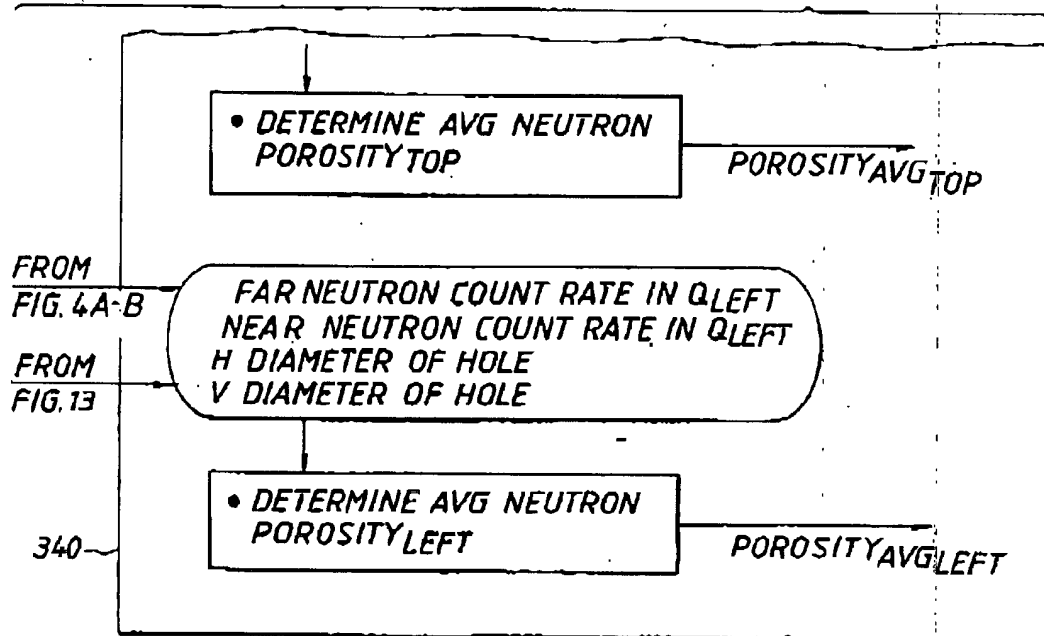 • DETERMINE AVG NEUTRON
POROSITY TOP
POROSITY AVG TOP
FROM
FIG. 4A-B
FAR NEUTRON COUNT RATE IN Q LEFT
NEAR NEUTRON COUNT RATE IN Q LEFT
H DIAMETER OF HOLE
V DIAMETER OF HOLE
FROM
FIG. 13
• DETERMINE AVG NEUTRON
POROSITY LEFT
POROSITY AVG LEFT
340